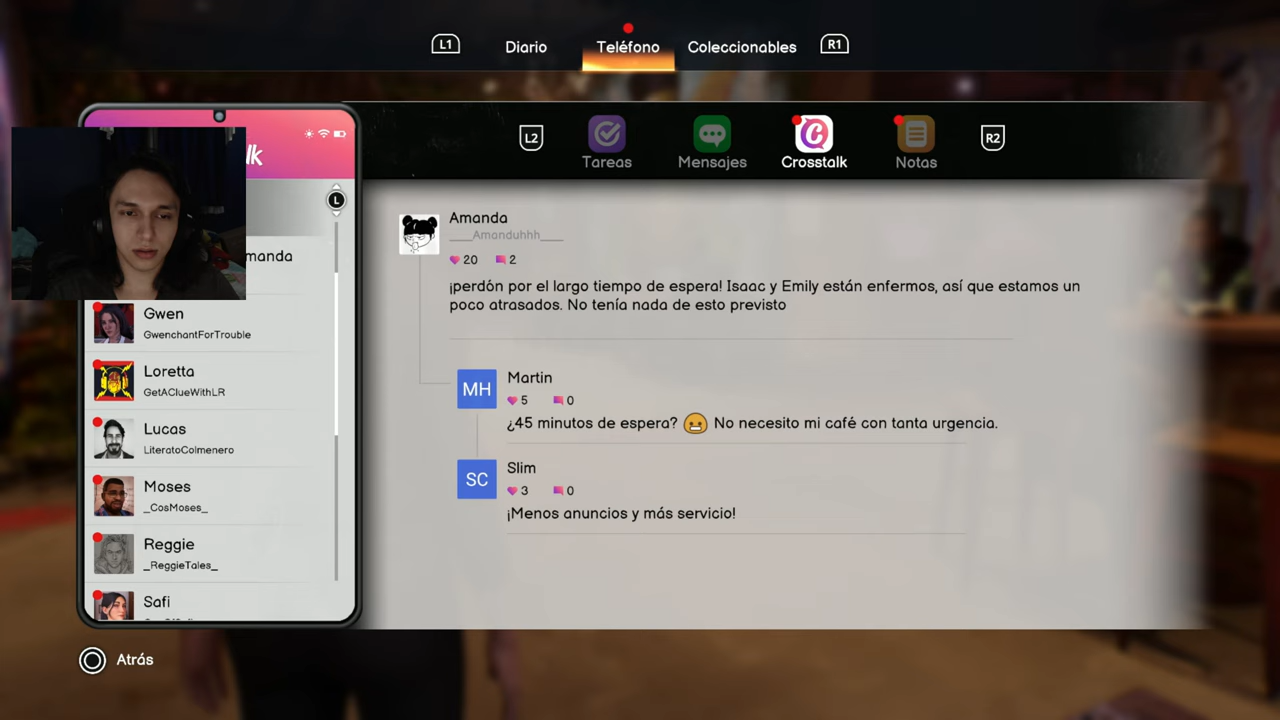 L1
Diario
Teléfono
Coleccionables
R1
L2
Tareas
Mensajes
Crosstalk
Notas
R2
lk
L
manda
Gwen
GwenchantForTrouble
Loretta
GetAClueWithLR
Lucas
LiteratoColmenero
Moses
_CosMoses_
Reggie
_ReggieTales_
Safi
Amanda
____Amanduhhh____
20
2
¡perdón por el largo tiempo de espera! Isaac y Emily están enfermos, así que estamos un
poco atrasados. No tenía nada de esto previsto
MH
Martin
5
0
¿45 minutos de espera? 😬 No necesito mi café con tanta urgencia.
SC
Slim
3
0
¡Menos anuncios y más servicio!
Atrás